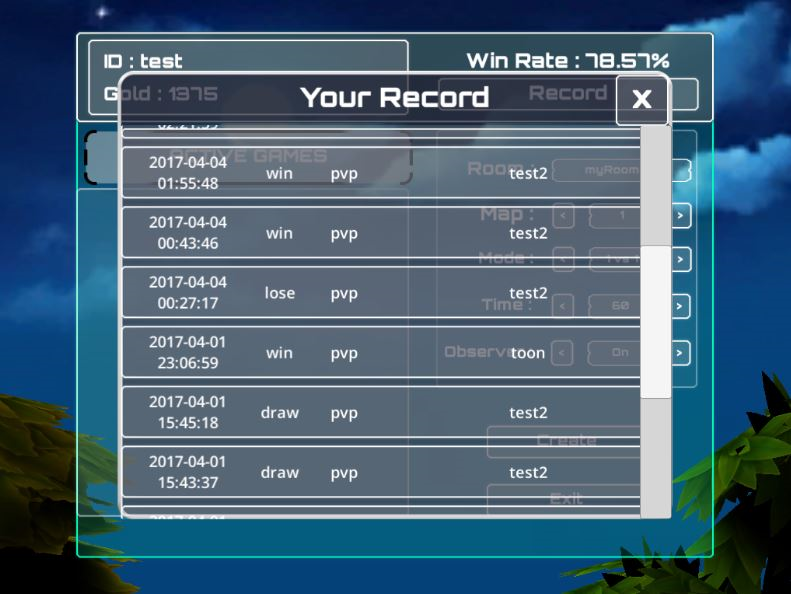 ID : test
Win Rate : 78.57%
Gold : 1375
Your Record
Record
X
ACTIVE GAMES
2017-04-04
01:55:48
win pvp test2
Room :
myRoom
2017-04-04
00:43:46
win pvp test2
Map :
< 1 >
2017-04-04
00:27:17
lose pvp test2
Mode :
< 1 vs 1 >
Time :
< 60 >
2017-04-01
23:06:59
win pvp toon
Observer
< On >
2017-04-01
15:45:18
draw pvp test2
Create
2017-04-01
15:43:37
draw pvp test2
Exit